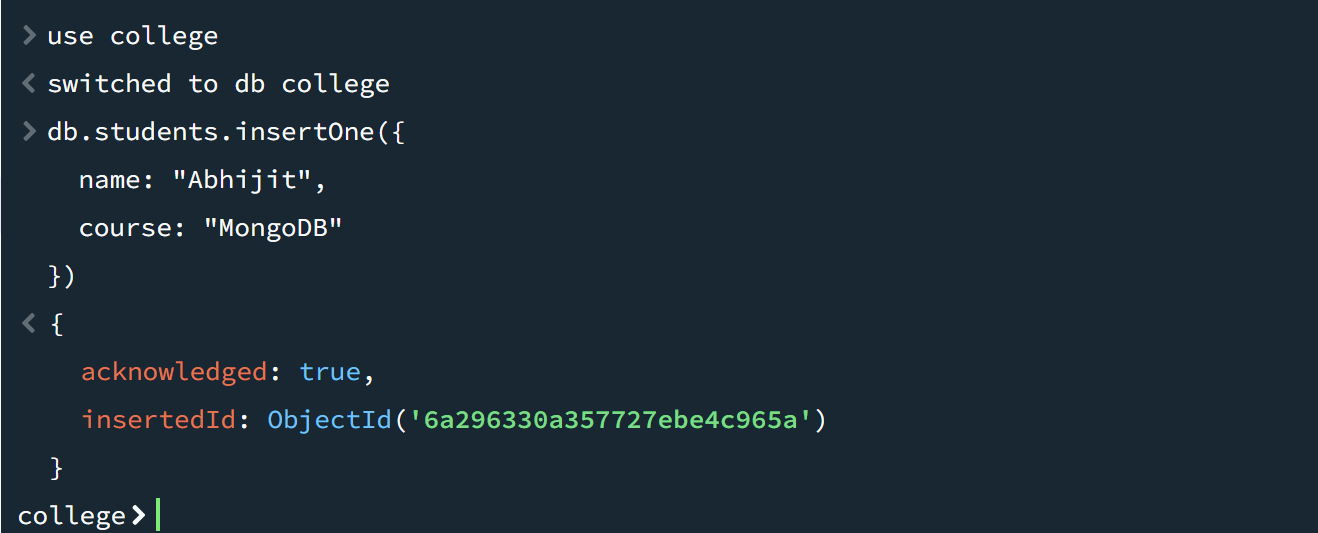 > use college
< switched to db college
> db.students.insertOne({
    name: "Abhijit",
    course: "MongoDB"
  })
< {
    acknowledged: true,
    insertedId: ObjectId('6a296330a357727ebe4c965a')
  }
college>